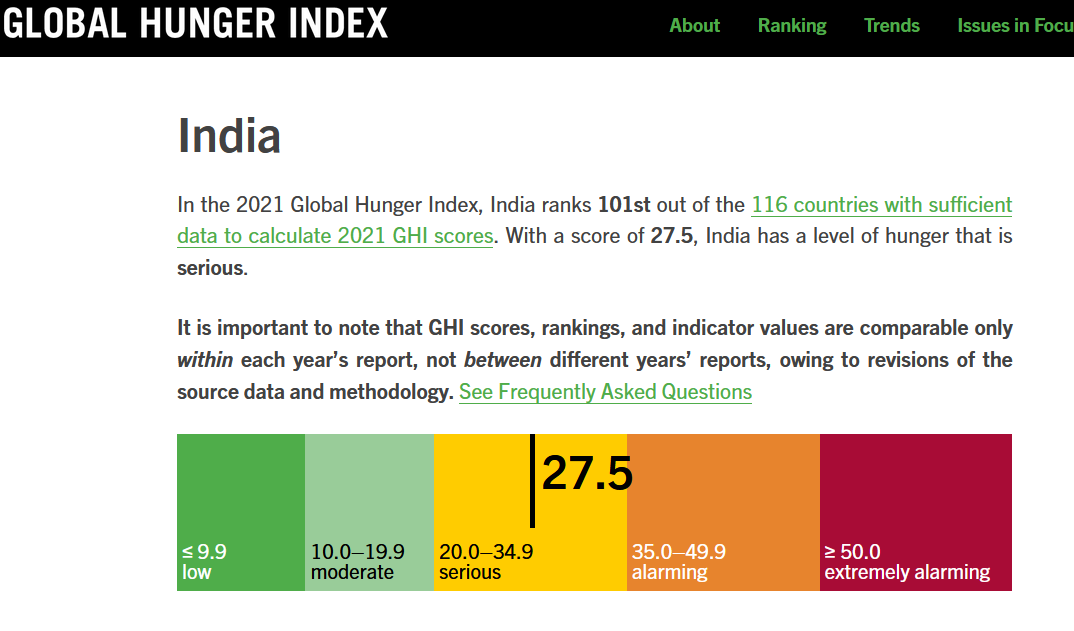 GLOBAL HUNGER INDEX
About Ranking Trends Issues in Focu
India
In the 2021 Global Hunger Index, India ranks 101st out of the 116 countries with sufficient
data to calculate 2021 GHI scores. With a score of 27.5, India has a level of hunger that is
serious.
It is important to note that GHI scores, rankings, and indicator values are comparable only
within each year's report, not between different years' reports, owing to revisions of the
source data and methodology. See Frequently Asked Questions
27.5
≤ 9.9
low
10.0–19.9
moderate
20.0–34.9
serious
35.0–49.9
alarming
≥ 50.0
extremely alarming